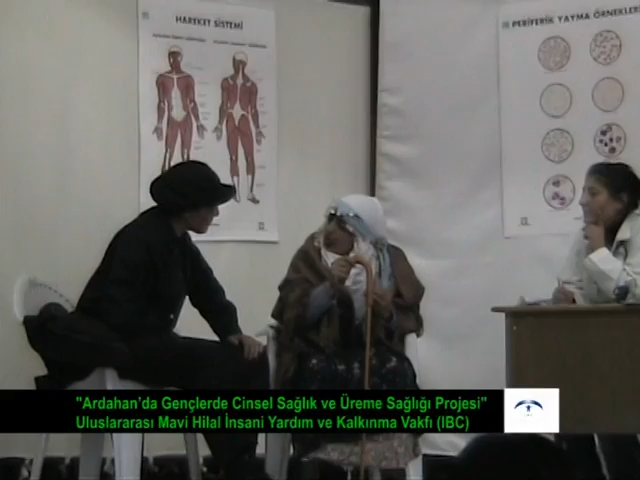 HAREKET SİSTEMİ
PERİFERİK YAYMA ÖRNEKLERİ
"Ardahan'da Gençlerde Cinsel Sağlık ve Üreme Sağlığı Projesi"
Uluslararası Mavi Hilal İnsani Yardım ve Kalkınma Vakfı (IBC)